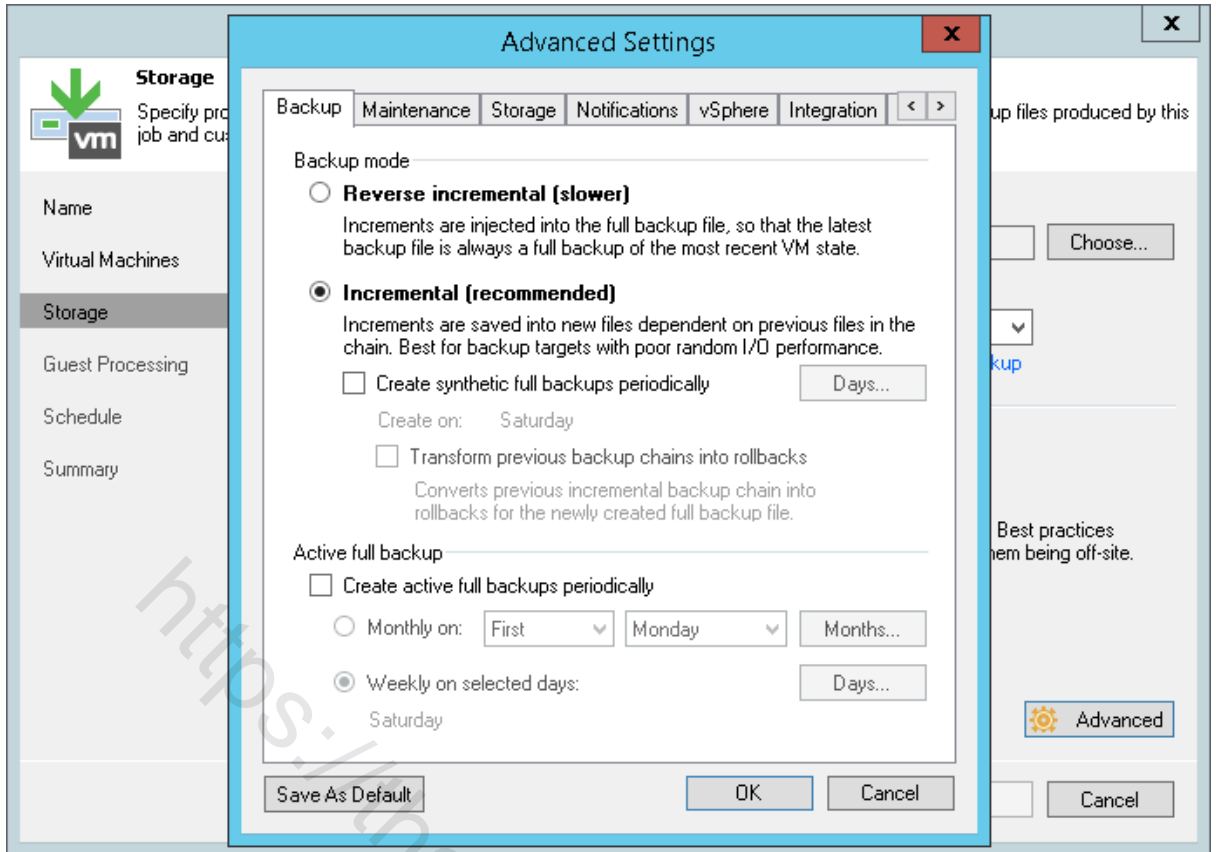 Advanced Settings
x
x
Storage
Specify pro
up files produced by this
job and cu
vm
Backup
Maintenance
Storage
Notifications
vSphere
Integration
<
>
Name
Virtual Machines
Storage
Guest Processing
Schedule
Summary
Backup mode
Reverse incremental (slower)
Increments are injected into the full backup file, so that the latest
backup file is always a full backup of the most recent VM state.
Incremental (recommended)
Increments are saved into new files dependent on previous files in the
chain. Best for backup targets with poor random I/O performance.
Create synthetic full backups periodically
Days...
Create on: Saturday
Transform previous backup chains into rollbacks
Converts previous incremental backup chain into
rollbacks for the newly created full backup file.
Active full backup
Create active full backups periodically
Monthly on:
First
Monday
Months...
Weekly on selected days:
Days...
Saturday
Save As Default
OK
Cancel
Choose...
kup
Best practices
em being off-site.
Advanced
Cancel
https://th